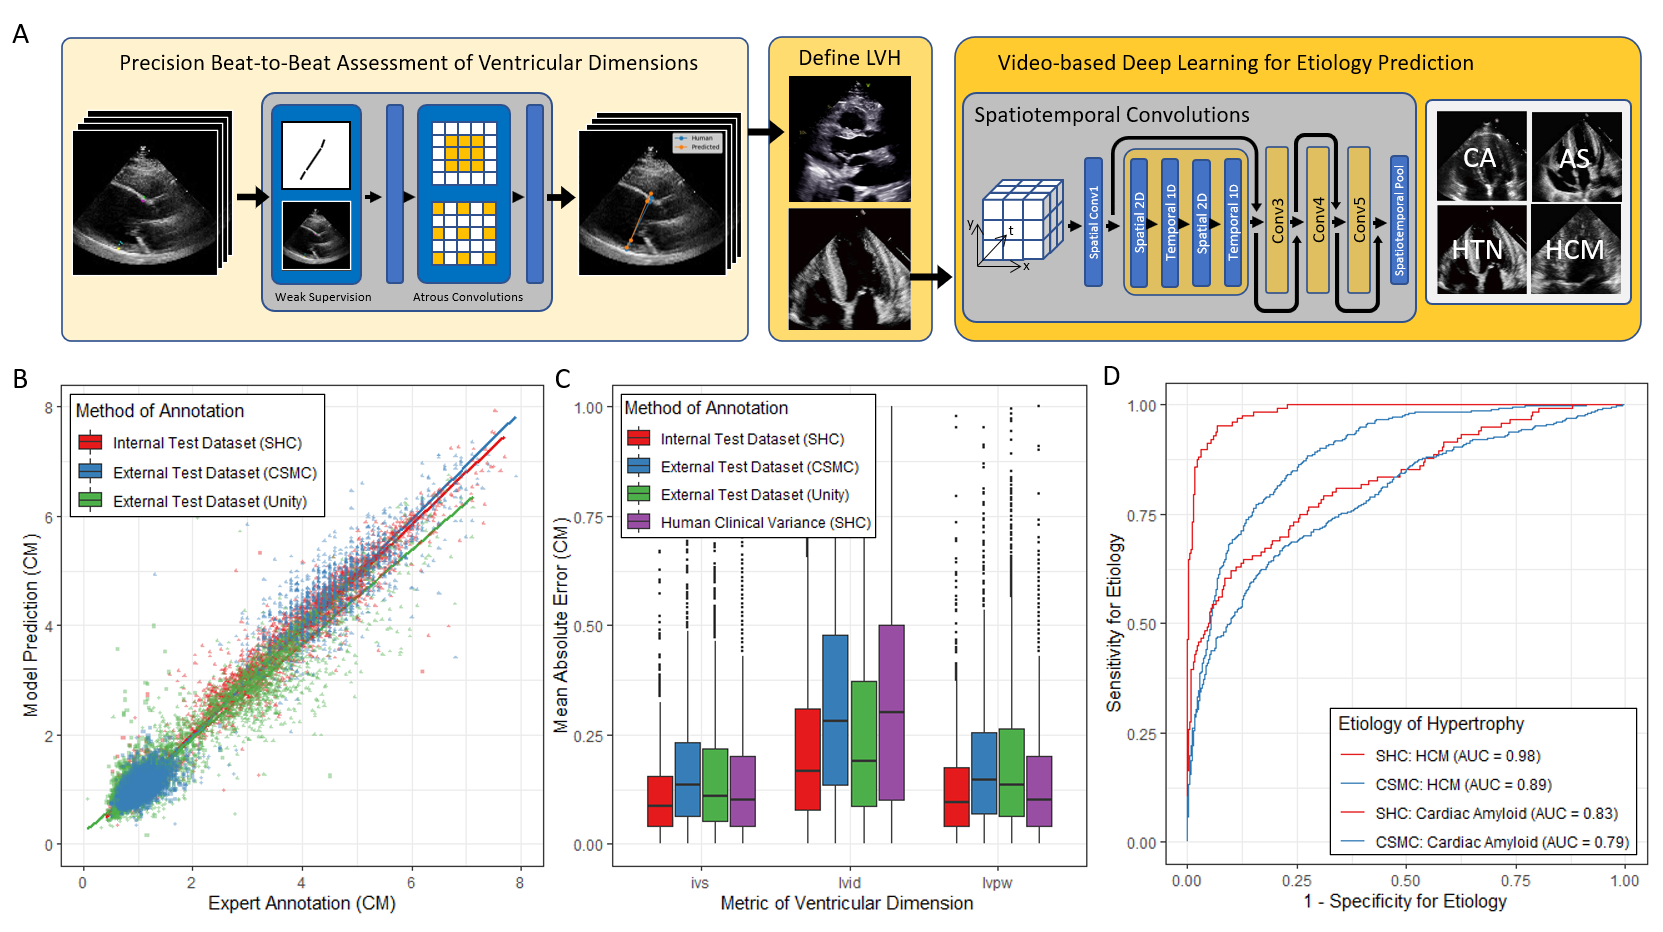 A
Precision Beat-to-Beat Assessment of Ventricular Dimensions
Weak Supervision
Atrous Convolutions
Human
Predicted
Define LVH
Video-based Deep Learning for Etiology Prediction
Spatiotemporal Convolutions
y
t
x
Spatial Conv1
Spatial 2D
Temporal 1D
Spatial 2D
Temporal 1D
Conv3
Conv4
Conv5
Spatiotemporal Pool
CA
AS
HTN
HCM
B
Method of Annotation
Internal Test Dataset (SHC)
External Test Dataset (CSMC)
External Test Dataset (Unity)
Model Prediction (CM)
8
6
4
2
0
0
2
4
6
8
Expert Annotation (CM)
C
Method of Annotation
Internal Test Dataset (SHC)
External Test Dataset (CSMC)
External Test Dataset (Unity)
Human Clinical Variance (SHC)
Mean Absolute Error (CM)
1.00
0.75
0.50
0.25
0.00
ivs
lvid
lvpw
Metric of Ventricular Dimension
D
Sensitivity for Etiology
1.00
0.75
0.50
0.25
0.00
Etiology of Hypertrophy
SHC: HCM (AUC = 0.98)
CSMC: HCM (AUC = 0.89)
SHC: Cardiac Amyloid (AUC = 0.83)
CSMC: Cardiac Amyloid (AUC = 0.79)
0.00
0.25
0.50
0.75
1.00
1 - Specificity for Etiology